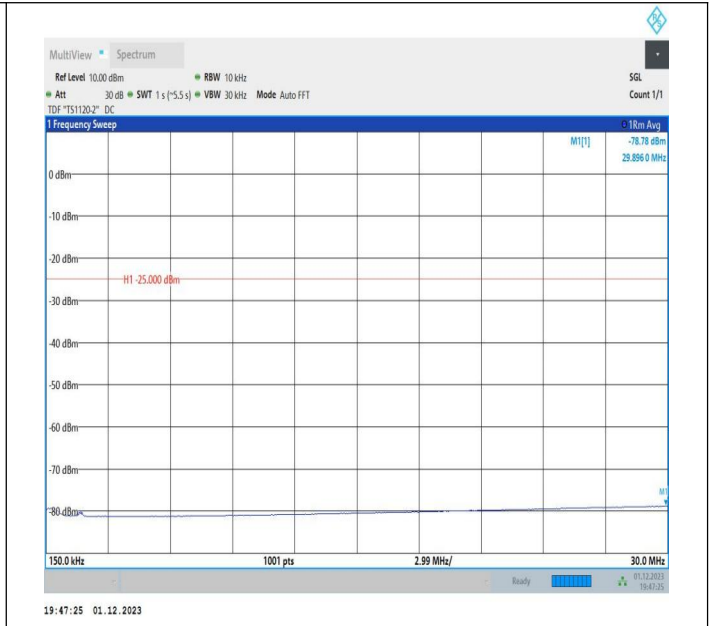 R S
MultiView Spectrum
Ref Level 10.00 dBm RBW 10 kHz SGL
Att 30 dB SWT 1 s (~5.5 s) VBW 30 kHz Mode Auto FFT Count 1/1
TDF "TS1120-2" DC
1 Frequency Sweep 1Rm Avg
M1[1] -78.78 dBm
29.896 0 MHz
0 dBm
-10 dBm
-20 dBm
H1 -25.000 dBm
-30 dBm
-40 dBm
-50 dBm
-60 dBm
-70 dBm
M1
-80 dBm
150.0 kHz 1001 pts 2.99 MHz/ 30.0 MHz
Ready 01.12.2023
19:47:25
19:47:25 01.12.2023